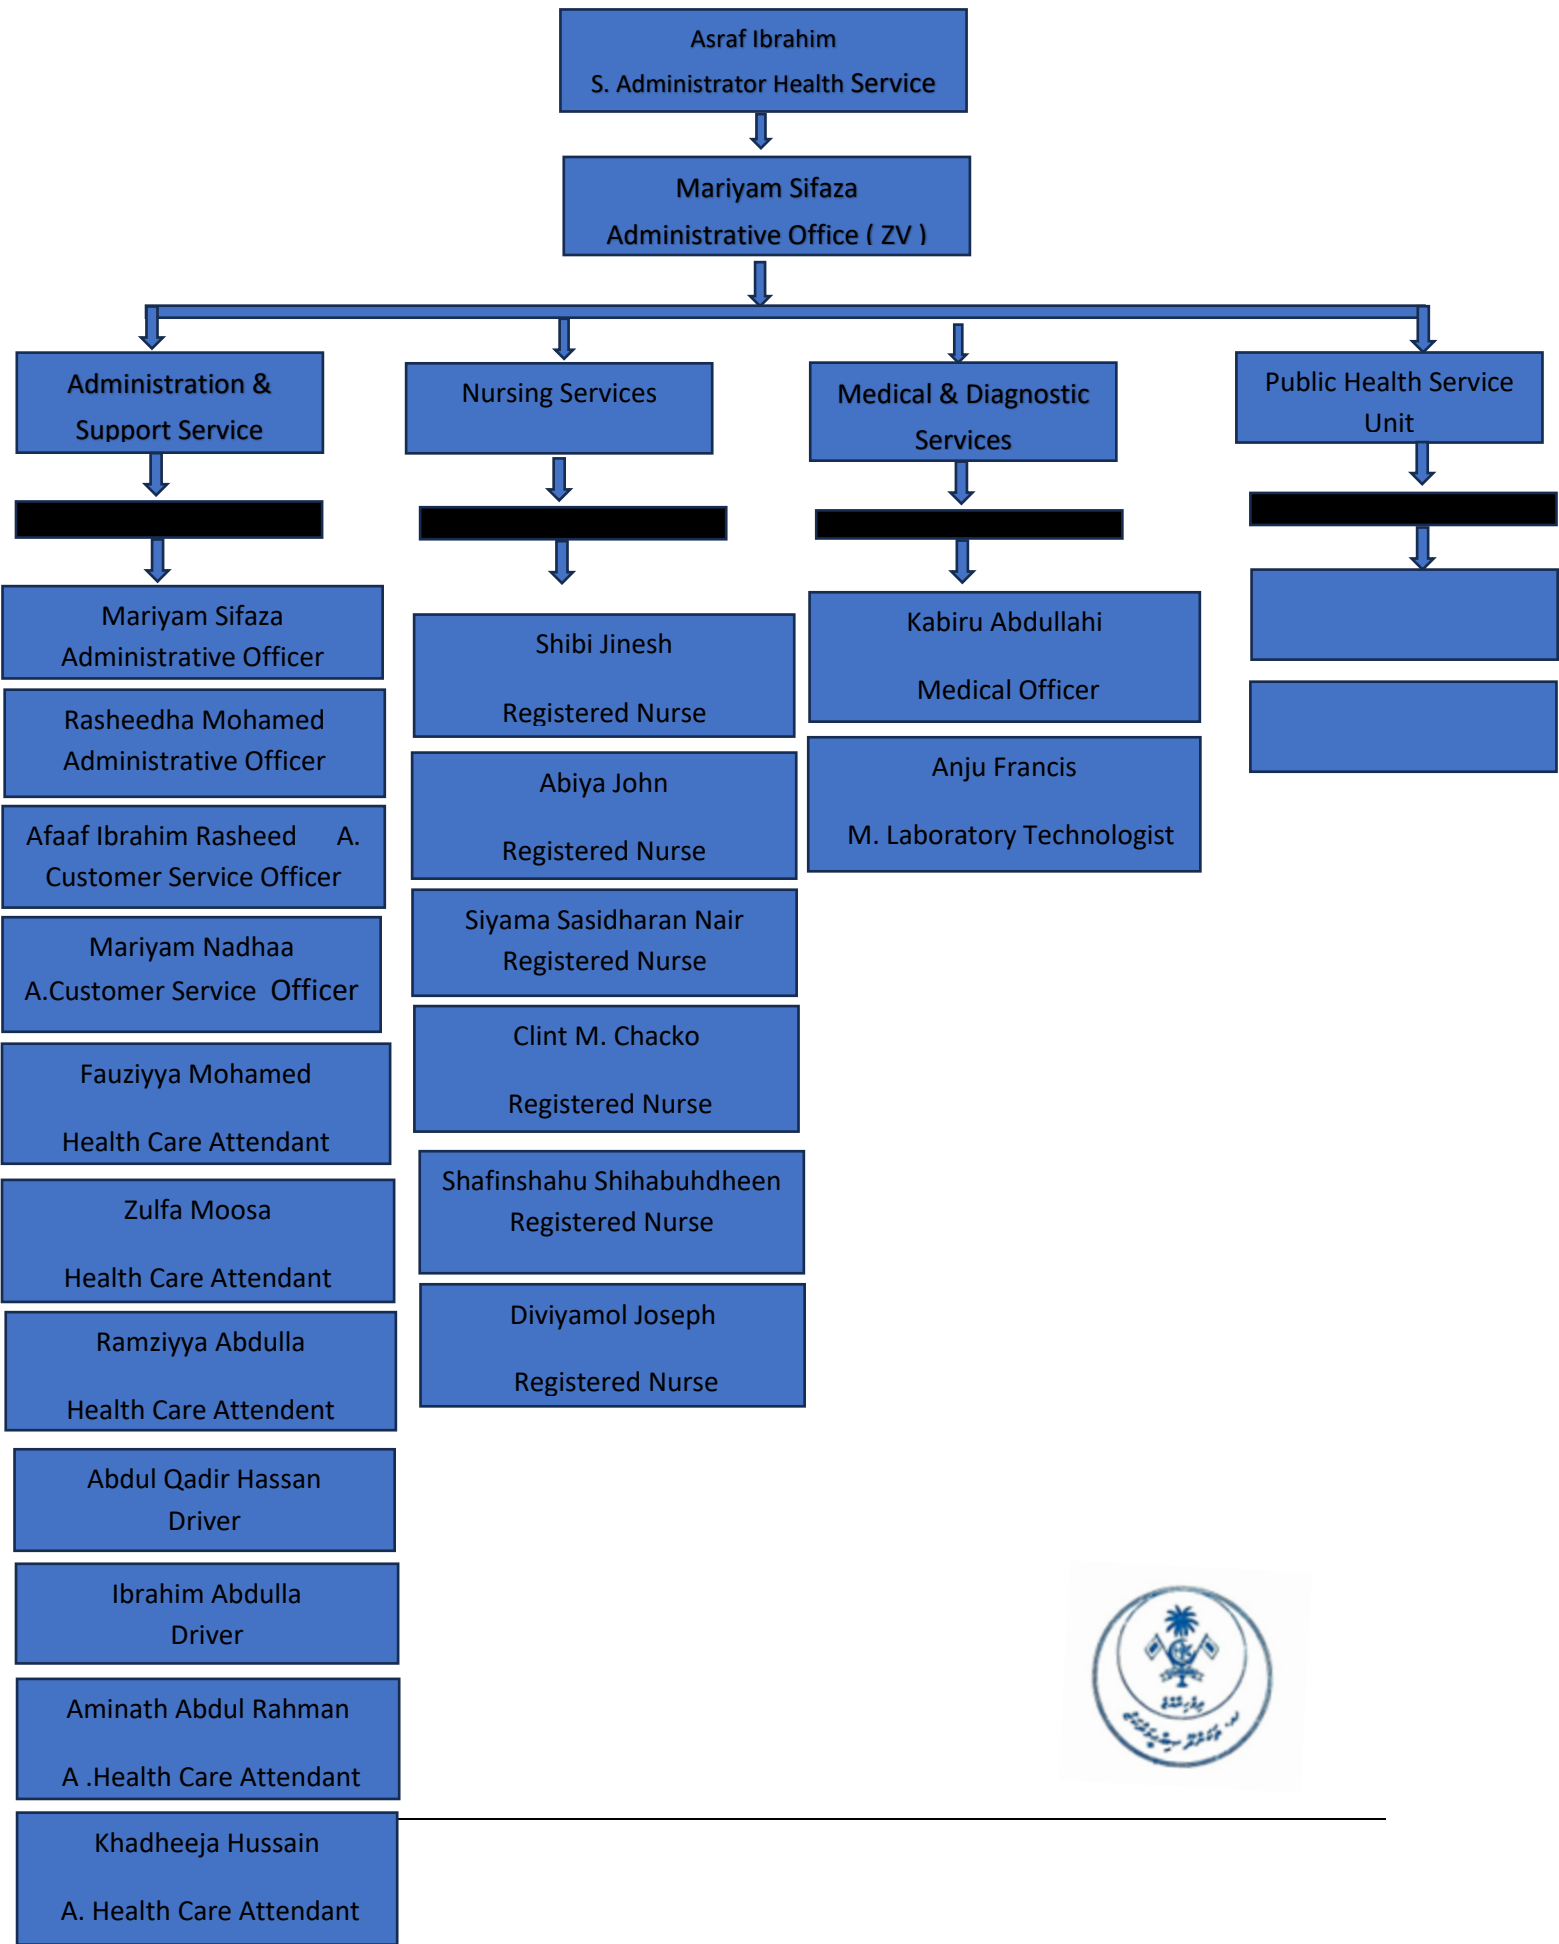 Asraf Ibrahim
S. Administrator Health Service
Mariyam Sifaza
Administrative Office ( ZV )
Administration &
Support Service
Nursing Services
Medical & Diagnostic
Services
Public Health Service
Unit
Mariyam Sifaza
Administrative Officer
Rasheedha Mohamed
Administrative Officer
Afaaf Ibrahim Rasheed A.
Customer Service Officer
Mariyam Nadhaa
A.Customer Service Officer
Fauziyya Mohamed
Health Care Attendant
Zulfa Moosa
Health Care Attendant
Ramziyya Abdulla
Health Care Attendent
Abdul Qadir Hassan
Driver
Ibrahim Abdulla
Driver
Aminath Abdul Rahman
A .Health Care Attendant
Khadheeja Hussain
A. Health Care Attendant
Shibi Jinesh
Registered Nurse
Abiya John
Registered Nurse
Siyama Sasidharan Nair
Registered Nurse
Clint M. Chacko
Registered Nurse
Shafinshahu Shihabuhdheen
Registered Nurse
Diviyamol Joseph
Registered Nurse
Kabiru Abdullahi
Medical Officer
Anju Francis
M. Laboratory Technologist